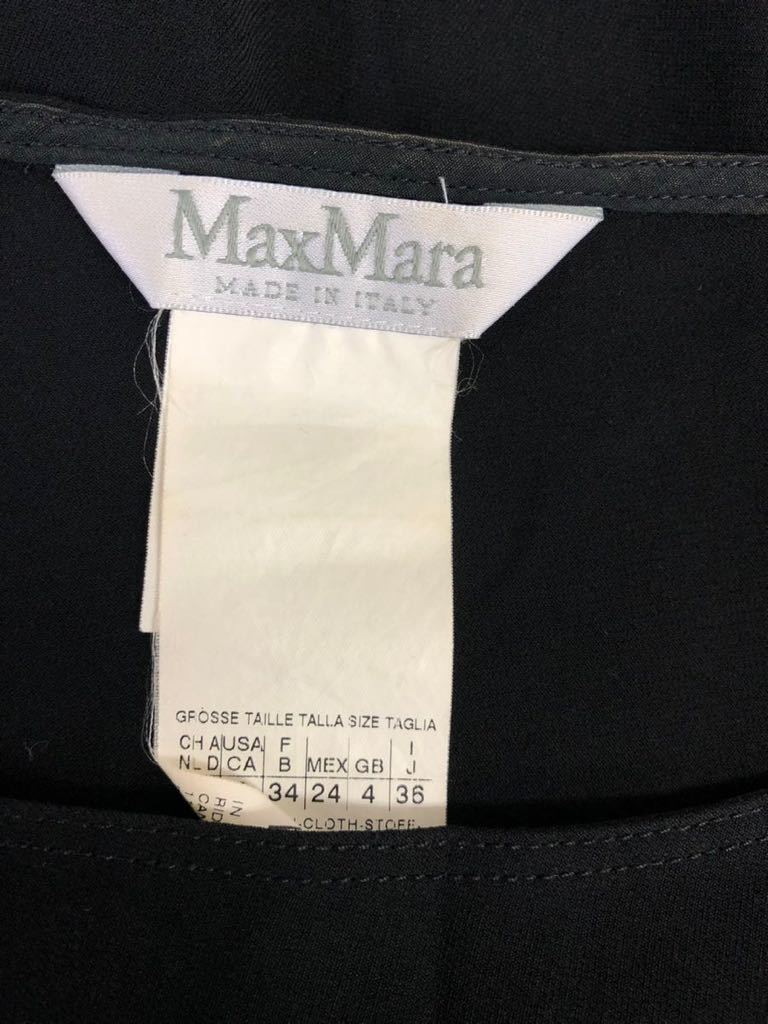 MaxMara
MADE IN ITALY
GRÖSSE TAILLE TALLA SIZE TAGLIA
CH A USA F I
NL D CA B MEX GB J
34 24 4 36
CLOTH-STOFF-
IN